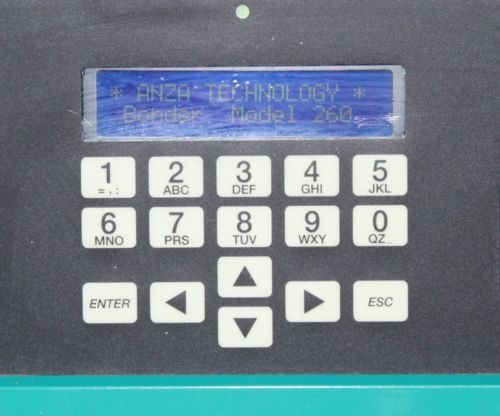 * ANZA TECHNOLOGY *
Bonder Model 260
1 2 3 4 5
= , : ABC DEF GHI JKL
6 7 8 9 0
MNO PRS TUV WXY QZ_
ENTER ◀ ▲ ▼ ▶ ESC